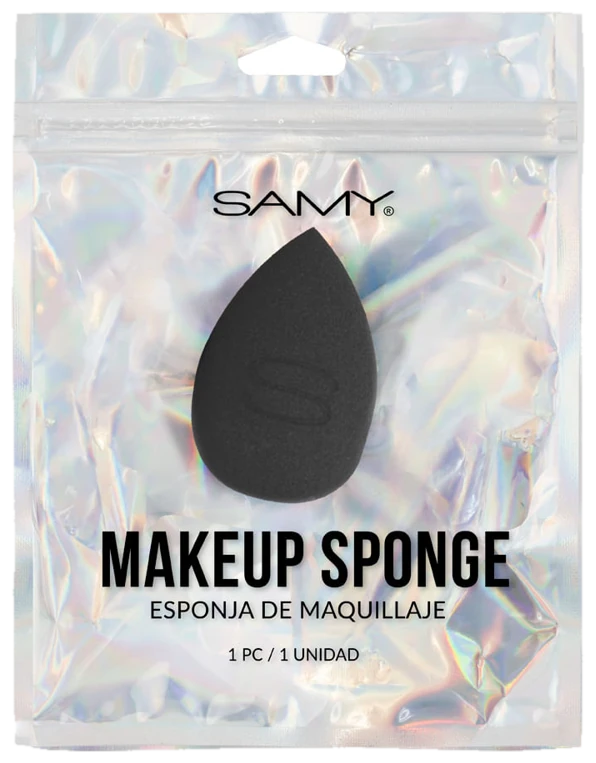 SAMY®
MAKEUP SPONGE
ESPONJA DE MAQUILLAJE
1 PC / 1 UNIDAD